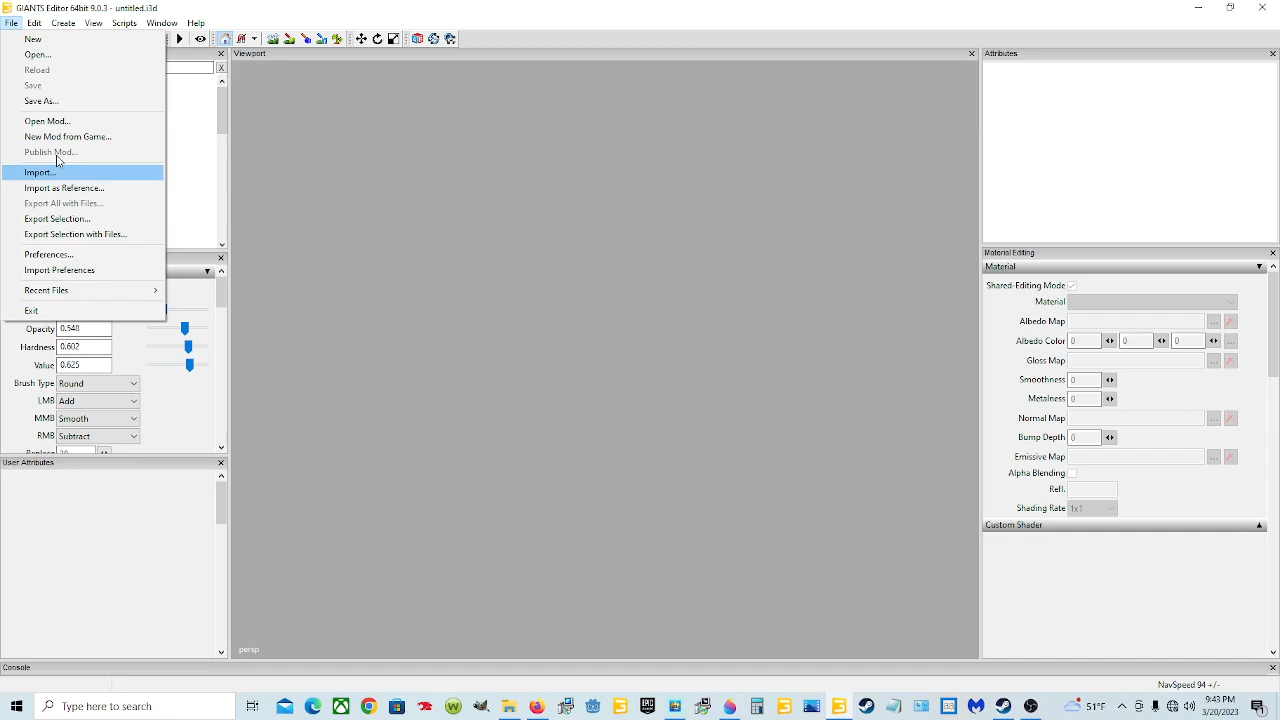 GIANTS Editor 64bit 9.0.3 - untitled.i3d
File Edit Create View Scripts Window Help
New
Open...
Reload
Save
Save As...
Open Mod...
New Mod from Game...
Publish Mod...
Import...
Import as Reference...
Export All with Files...
Export Selection...
Export Selection with Files...
Preferences...
Import Preferences
Recent Files
Exit
X
Opacity 0.548
Hardness 0.602
Value 0.625
Brush Type Round
LMB Add
MMB Smooth
RMB Subtract
User Attributes
Viewport
persp
Attributes
Material Editing
Material
Shared-Editing Mode
Material
Albedo Map ...
Albedo Color 0 0 0 ...
Gloss Map ...
Smoothness 0
Metalness 0
Normal Map ...
Bump Depth 0
Emissive Map ...
Alpha Blending
Refl.
Shading Rate 1x1
Custom Shader
Console
NavSpeed 94 +/-
Type here to search
51°F
9:43 PM
3/20/2023